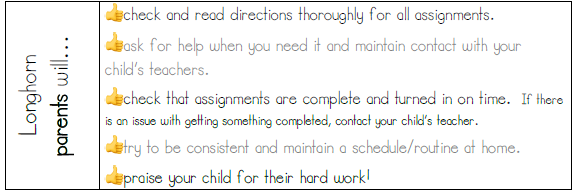 Longhorn
parents will...
👍check and read directions thoroughly for all assignments.
👍ask for help when you need it and maintain contact with your
child's teachers.
👍check that assignments are complete and turned in on time. If there
is an issue with getting something completed, contact your child's teacher.
👍try to be consistent and maintain a schedule/routine at home.
👍praise your child for their hard work!